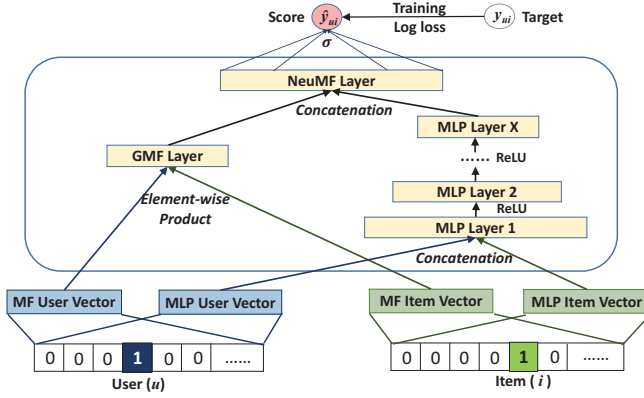 Score ŷui Training yui Target
Log loss
σ
NeuMF Layer
Concatenation
MLP Layer X
GMF Layer
...... ReLU
Element-wise
Product
MLP Layer 2
ReLU
MLP Layer 1
Concatenation
MF User Vector
MLP User Vector
MF Item Vector
MLP Item Vector
0 0 0 1 0 0 ......
0 0 0 0 1 0 ......
User (u)
Item ( i )